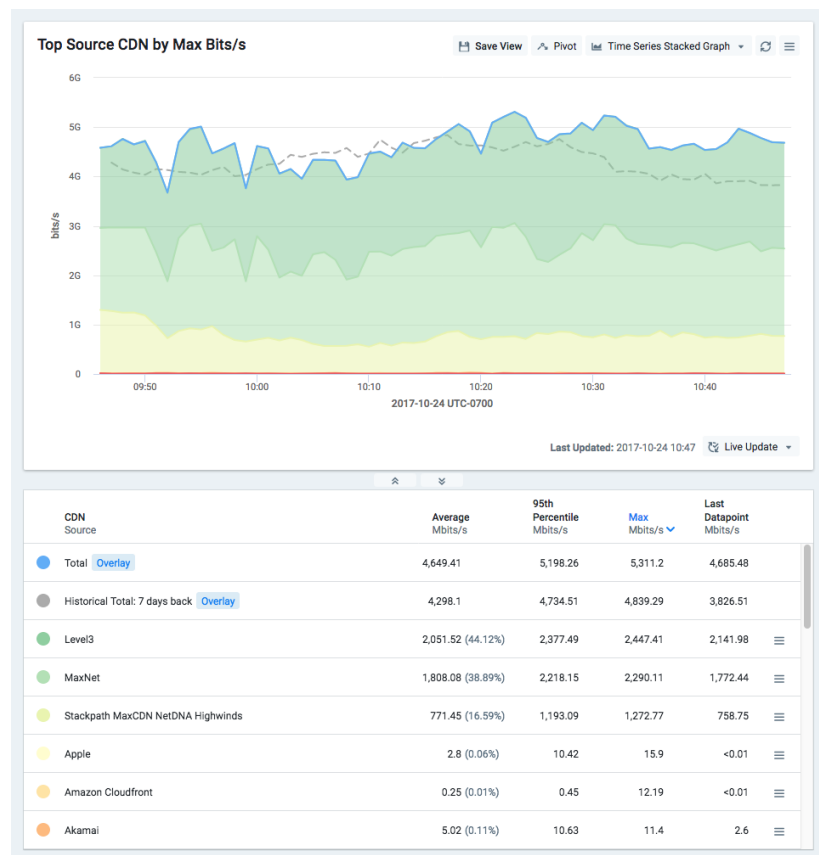 Top Source CDN by Max Bits/s
Save View
Pivot
Time Series Stacked Graph
6G
5G
4G
3G
2G
1G
0
bits/s
09:50 10:00 10:10 10:20 10:30 10:40
2017-10-24 UTC-0700
Last Updated: 2017-10-24 10:47
Live Update
CDN
Source
Average
Mbits/s
95th
Percentile
Mbits/s
Max
Mbits/s
Last
Datapoint
Mbits/s
Total Overlay 4,649.41 5,198.26 5,311.2 4,685.48
Historical Total: 7 days back Overlay 4,298.1 4,734.51 4,839.29 3,826.51
Level3 2,051.52 (44.12%) 2,377.49 2,447.41 2,141.98
MaxNet 1,808.08 (38.89%) 2,218.15 2,290.11 1,772.44
Stackpath MaxCDN NetDNA Highwinds 771.45 (16.59%) 1,193.09 1,272.77 758.75
Apple 2.8 (0.06%) 10.42 15.9 <0.01
Amazon Cloudfront 0.25 (0.01%) 0.45 12.19 <0.01
Akamai 5.02 (0.11%) 10.63 11.4 2.6